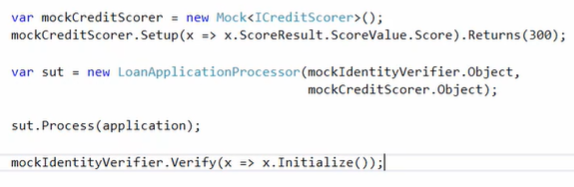 var mockCreditScorer = new Mock<ICreditScorer>();
mockCreditScorer.Setup(x => x.ScoreResult.ScoreValue.Score).Returns(300);
var sut = new LoanApplicationProcessor(mockIdentityVerifier.Object,
mockCreditScorer.Object);
sut.Process(application);
mockIdentityVerifier.Verify(x => x.Initialize());